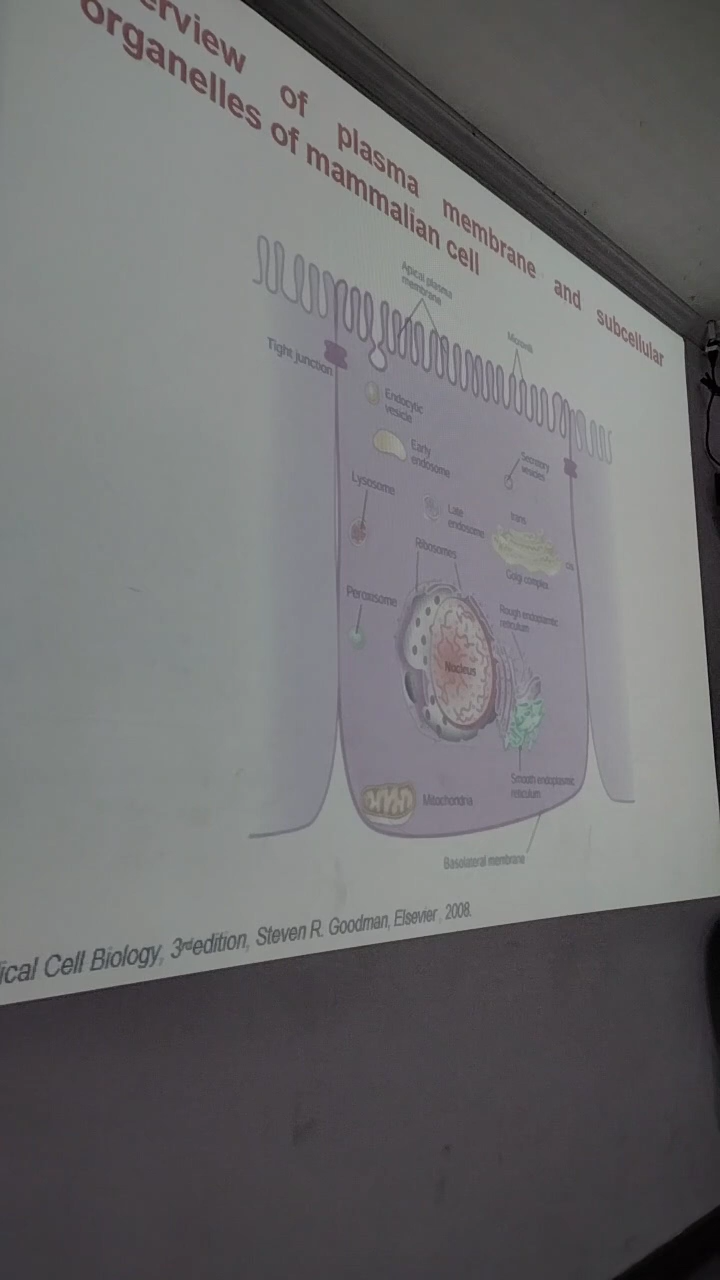 erview of plasma membrane and subcellular
organelles of mammalian cell
Apical plasma
membrane
Microvilli
Tight junction
Endocytic
vesicle
Early
endosome
Secretory
vesicles
Lysosome
Late
endosome
trans
cis
Golgi complex
Ribosomes
Peroxisome
Rough endoplasmic
reticulum
Nucleus
Smooth endoplasmic
reticulum
Mitochondria
Basolateral membrane
ical Cell Biology, 3rd edition, Steven R. Goodman, Elsevier, 2008.